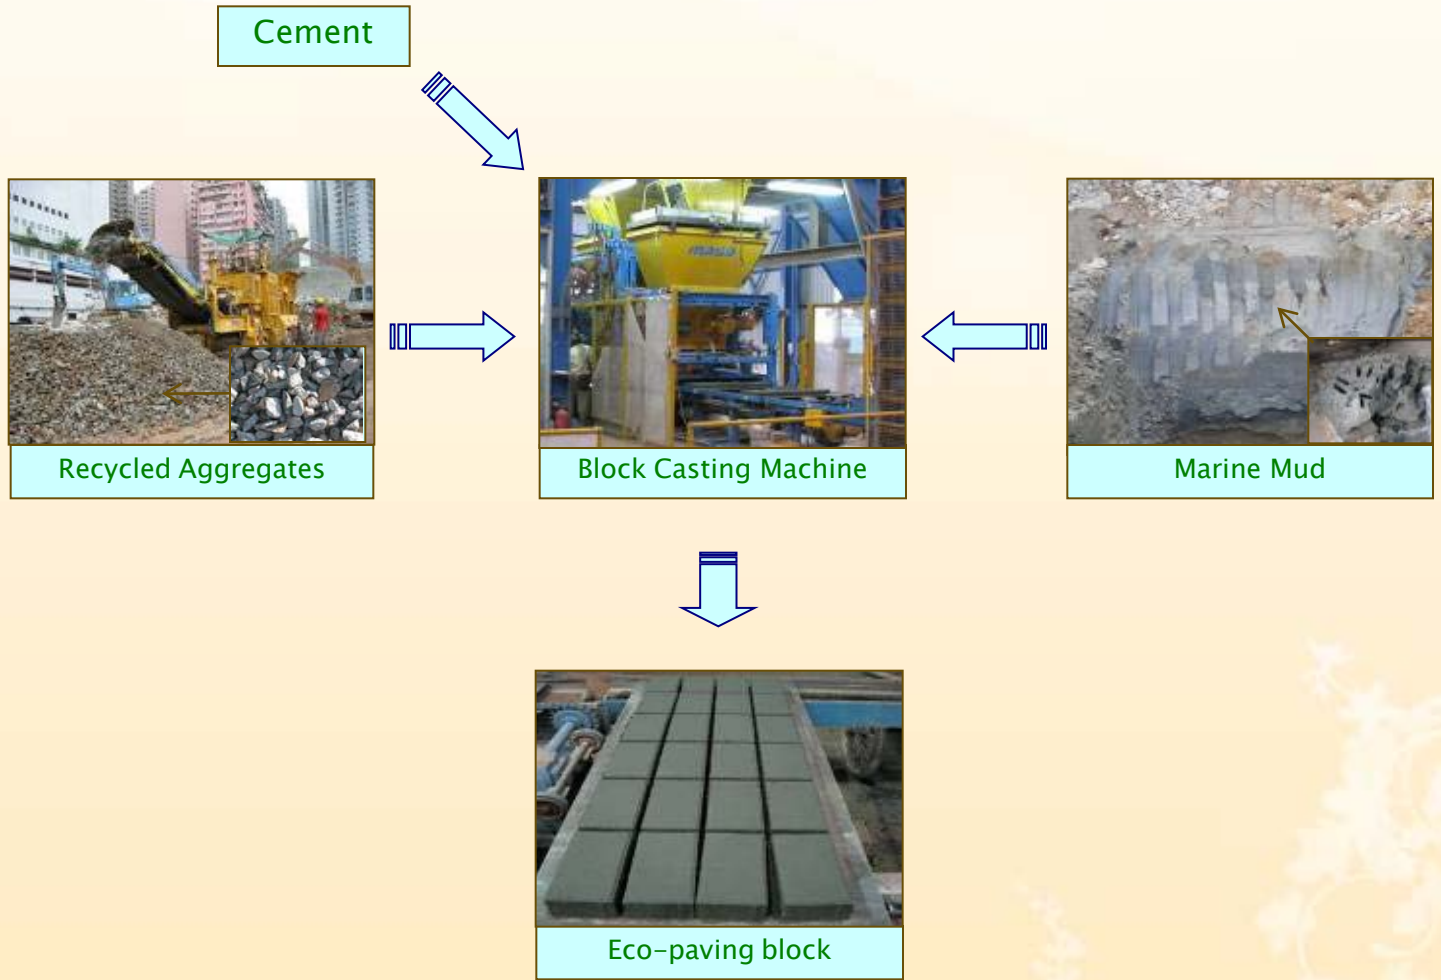 Cement
Recycled Aggregates
Block Casting Machine
Marine Mud
Eco-paving block